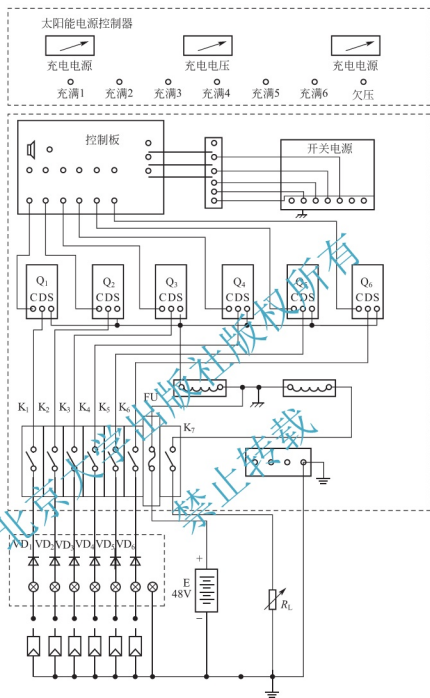 太阳能电源控制器
充电电源 充电电压 充电电源
充满1 充满2 充满3 充满4 充满5 充满6 欠压
控制板 开关电源
Q1 Q2 Q3 Q4 Q5 Q6
CDS CDS CDS CDS CDS CDS
K1 K2 K3 K4 K5 K6 FU K7
VD1 VD2 VD3 VD4 VD5 VD6
+
E
48V
−
RL
北京大学出版社版权所有
禁止转载